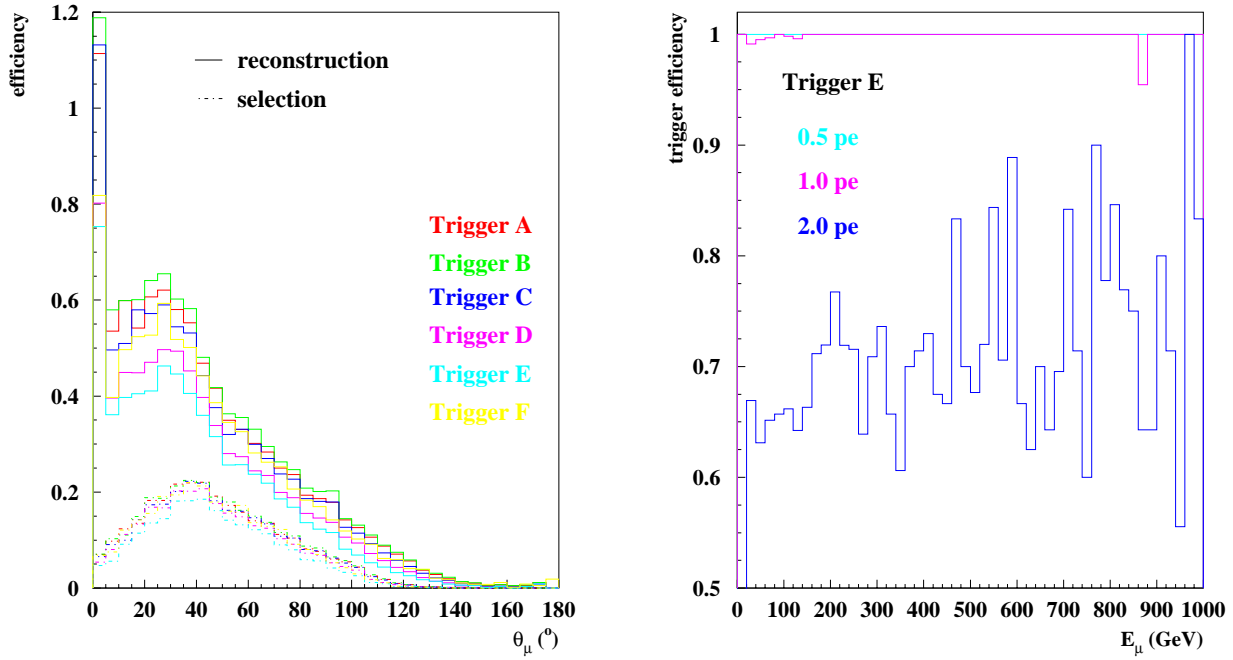 efficiency
1.2
1
0.8
0.6
0.4
0.2
0
reconstruction
selection
Trigger A
Trigger B
Trigger C
Trigger D
Trigger E
Trigger F
0 20 40 60 80 100 120 140 160 180
θμ (o)
trigger efficiency
1
0.9
0.8
0.7
0.6
0.5
Trigger E
0.5 pe
1.0 pe
2.0 pe
0 100 200 300 400 500 600 700 800 900 1000
Eμ (GeV)